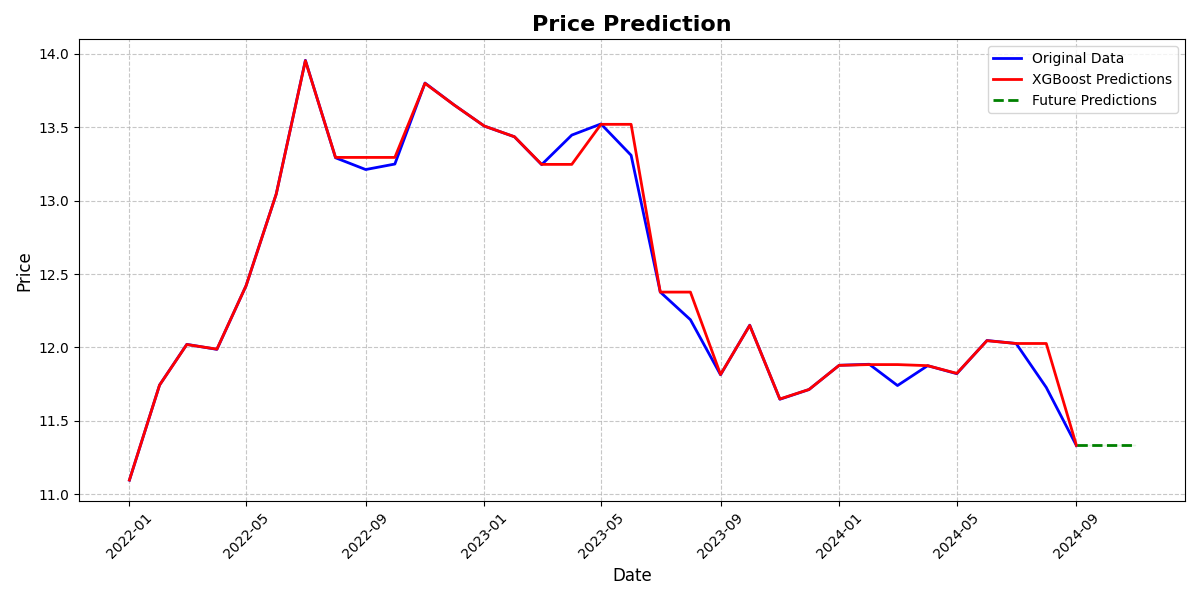 Price Prediction
Original Data
XGBoost Predictions
Future Predictions
14.0
13.5
13.0
12.5
12.0
11.5
11.0
Price
2022-01
2022-05
2022-09
2023-01
2023-05
2023-09
2024-01
2024-05
2024-09
Date